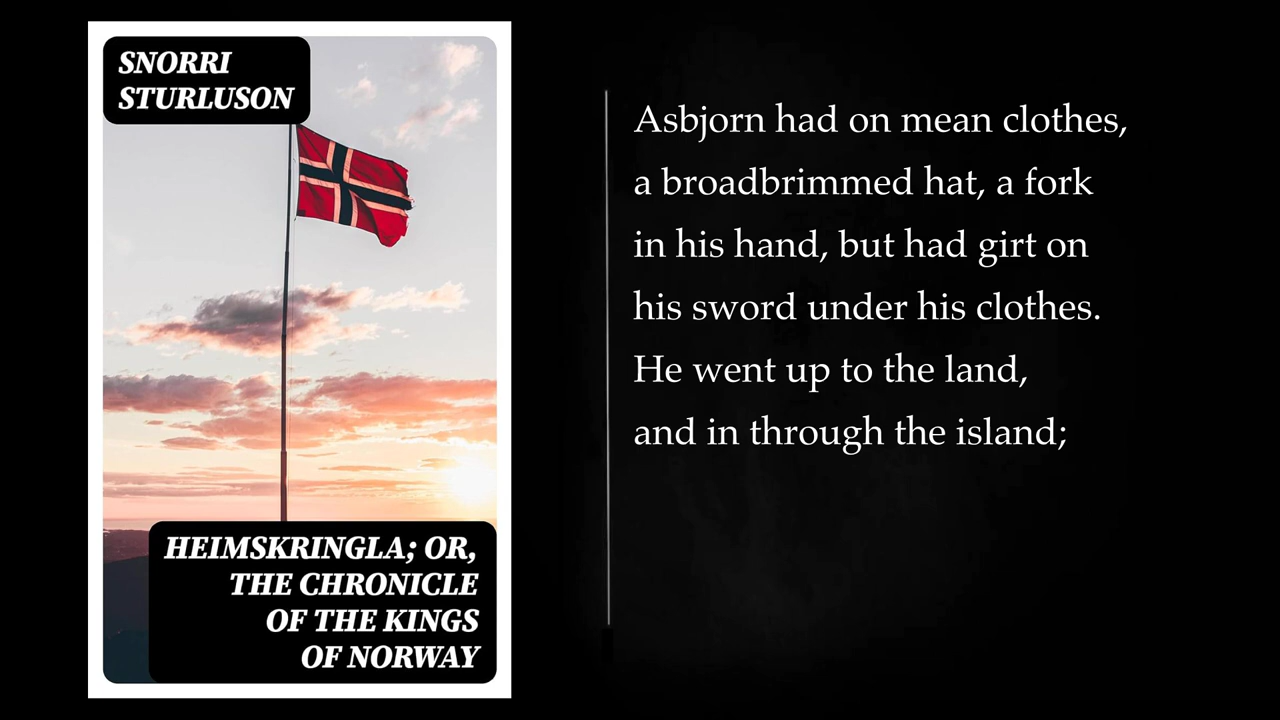 SNORRI
STURLUSON
HEIMSKRINGLA; OR,
THE CHRONICLE
OF THE KINGS
OF NORWAY
Asbjorn had on mean clothes,
a broadbrimmed hat, a fork
in his hand, but had girt on
his sword under his clothes.
He went up to the land,
and in through the island;